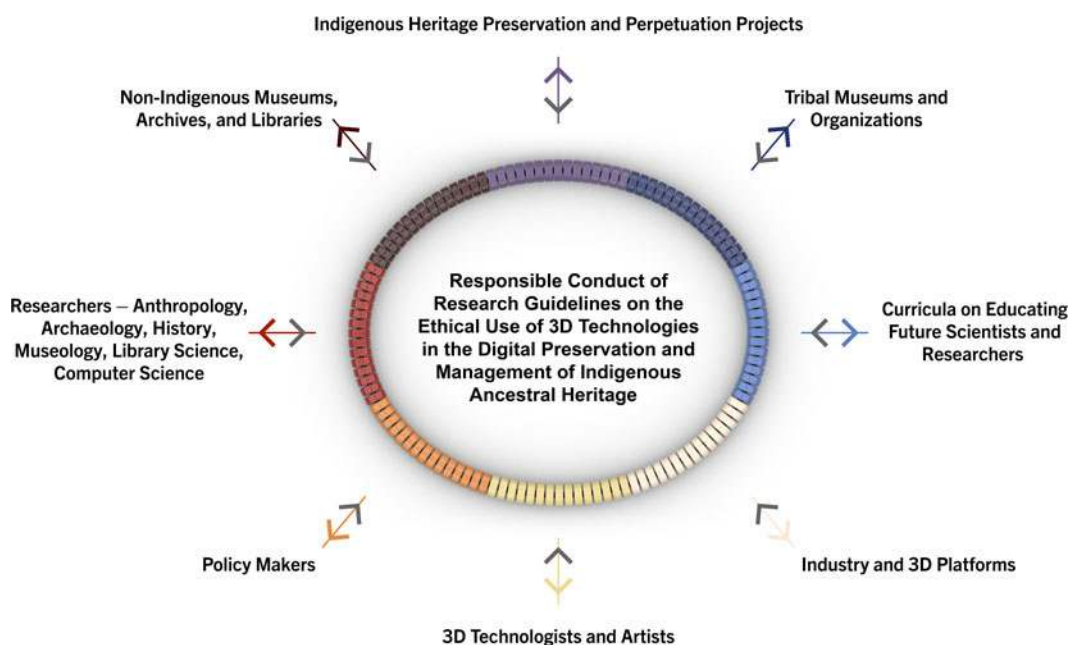 Indigenous Heritage Preservation and Perpetuation Projects
Non-Indigenous Museums,
Archives, and Libraries
Tribal Museums and
Organizations
Responsible Conduct of
Research Guidelines on the
Ethical Use of 3D Technologies
in the Digital Preservation and
Management of Indigenous
Ancestral Heritage
Researchers – Anthropology,
Archaeology, History,
Museology, Library Science,
Computer Science
Curricula on Educating
Future Scientists and
Researchers
Policy Makers
Industry and 3D Platforms
3D Technologists and Artists